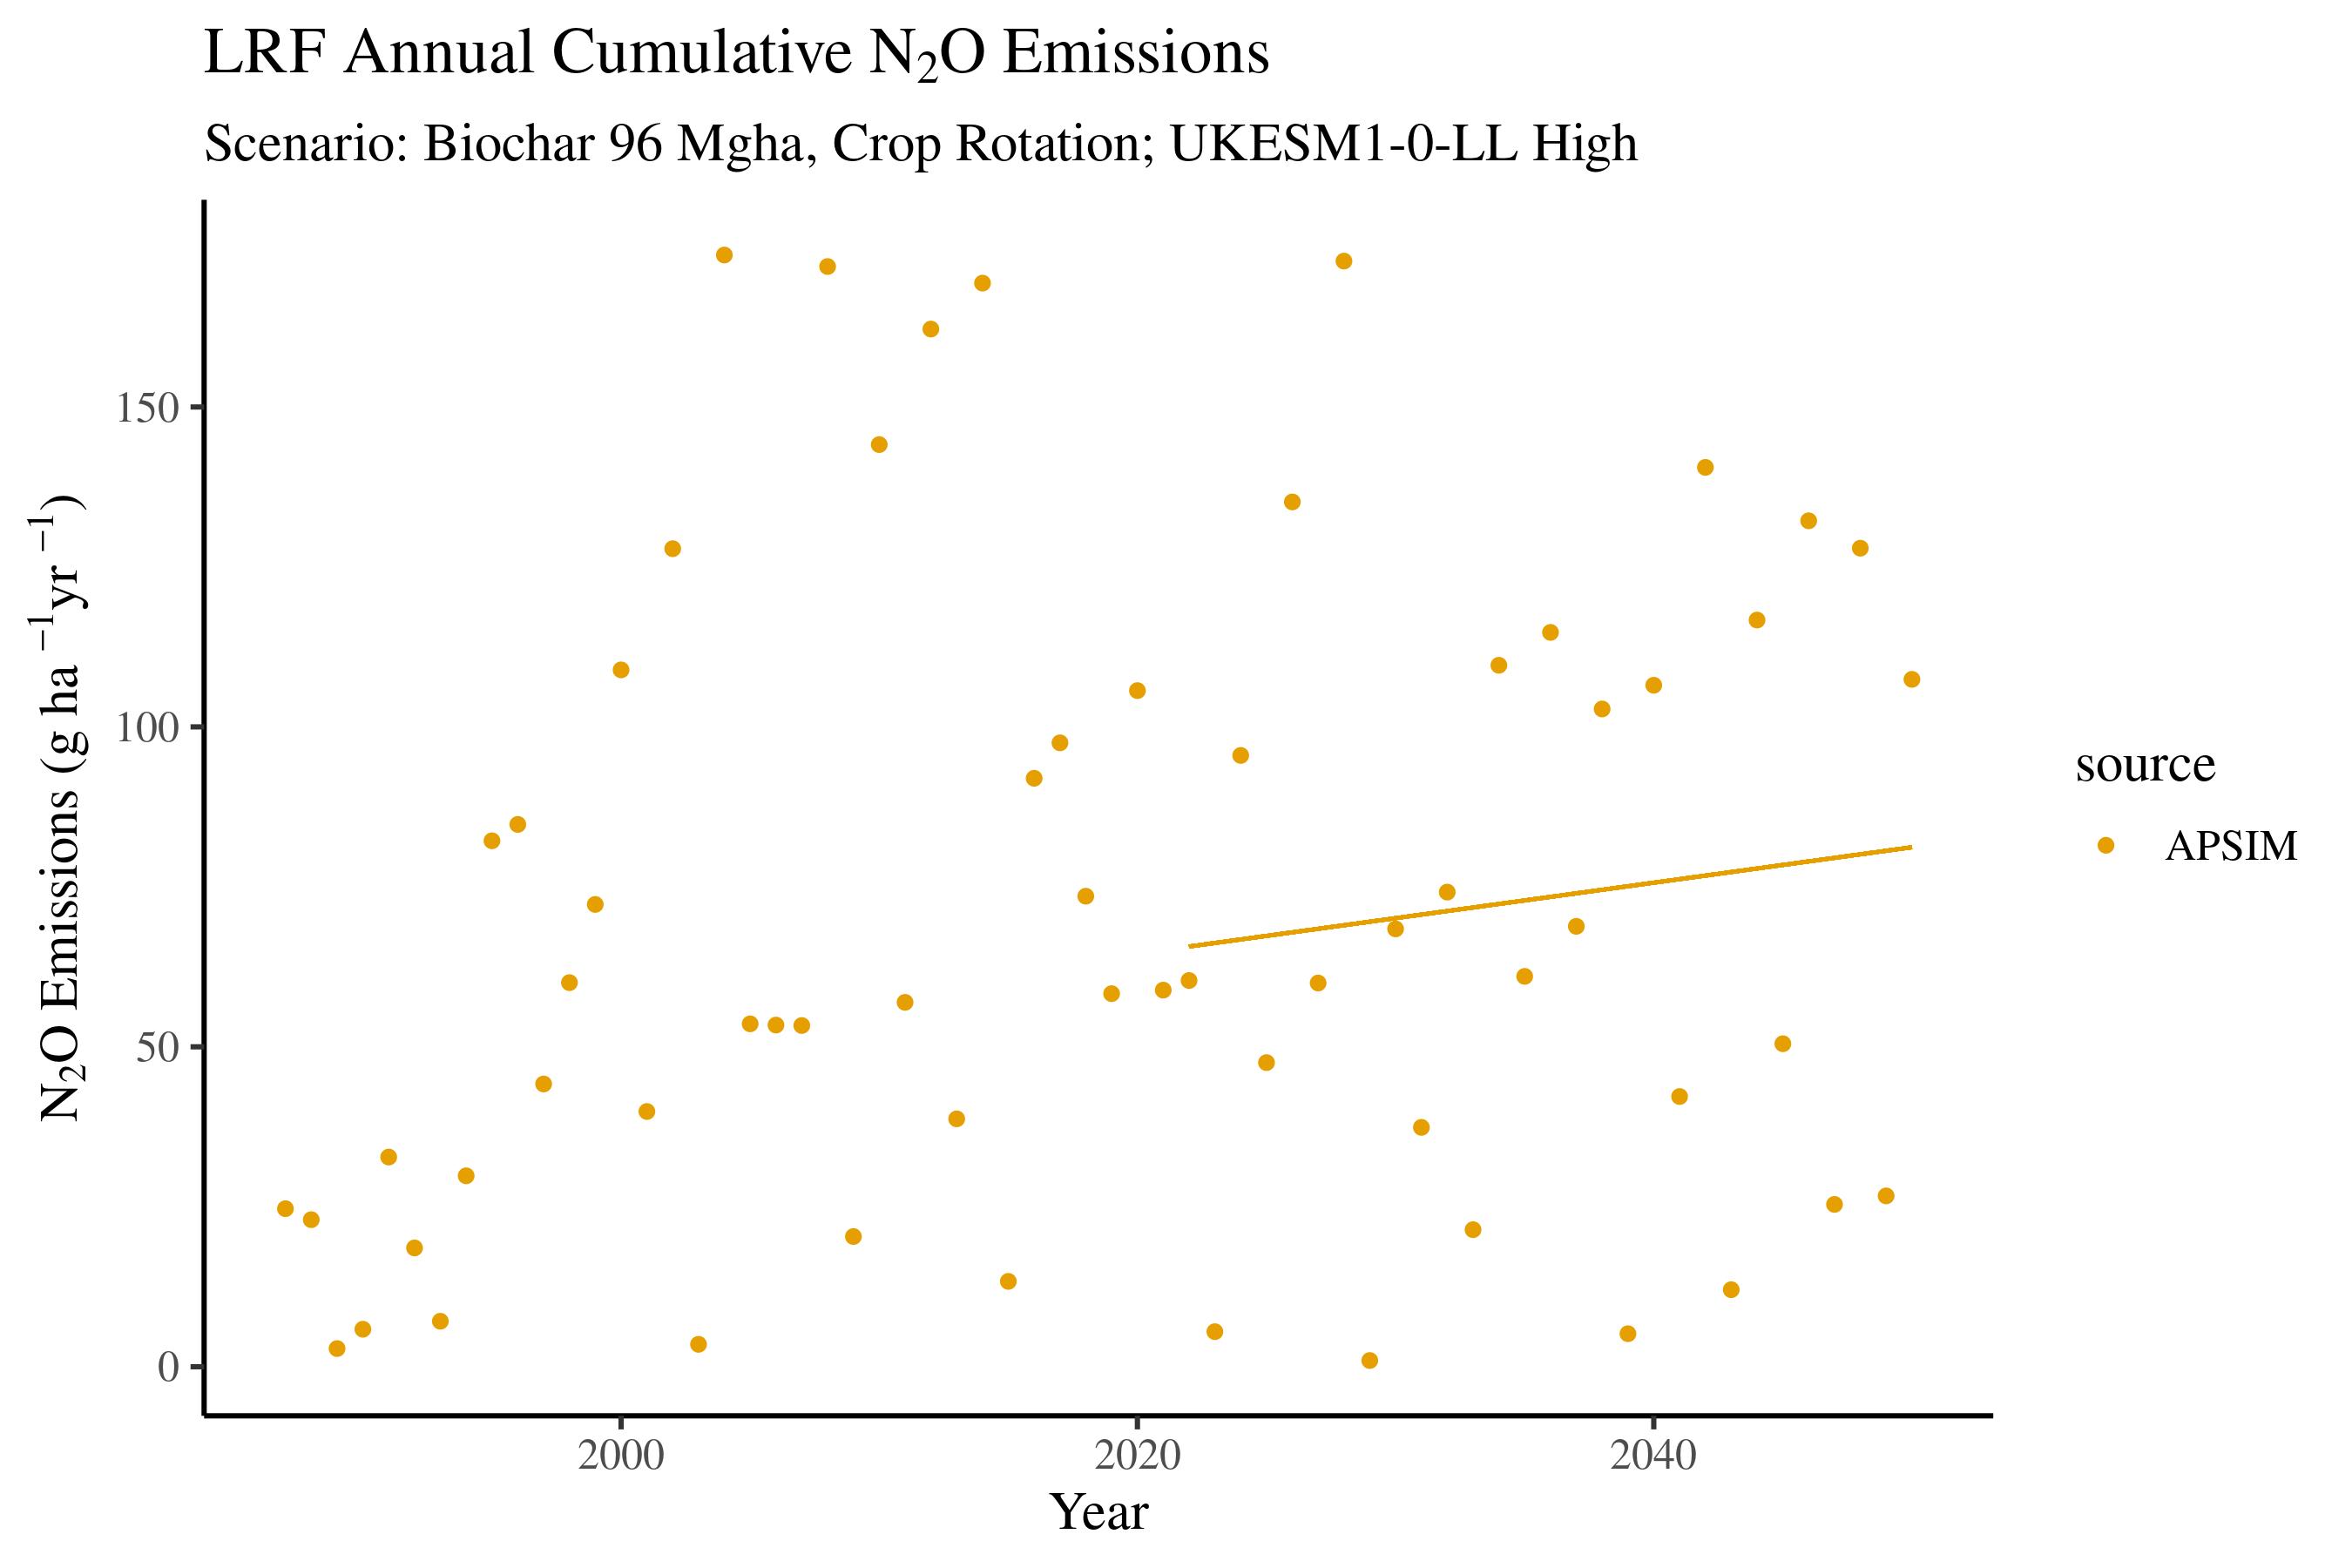 LRF Annual Cumulative N₂O Emissions
Scenario: Biochar 96 Mgha, Crop Rotation; UKESM1-0-LL High
N₂O Emissions (g ha⁻¹yr⁻¹)
150
100
50
0
2000 2020 2040
Year
source
APSIM